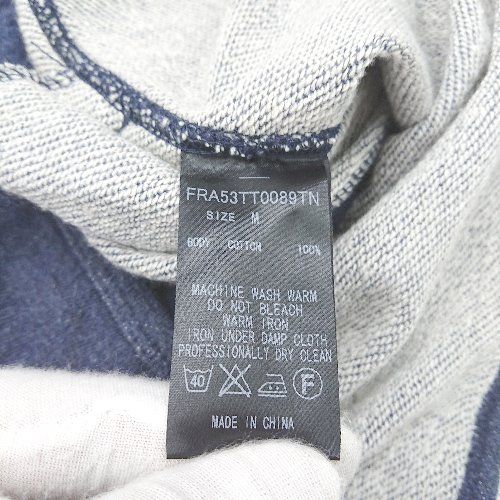 FRA53TT0089TN
SIZE M
BODY COTTON 100%
MACHINE WASH WARM
DO NOT BLEACH
WARM IRON
IRON UNDER DAMP CLOTH
PROFESSIONALLY DRY CLEAN
40 F
MADE IN CHINA